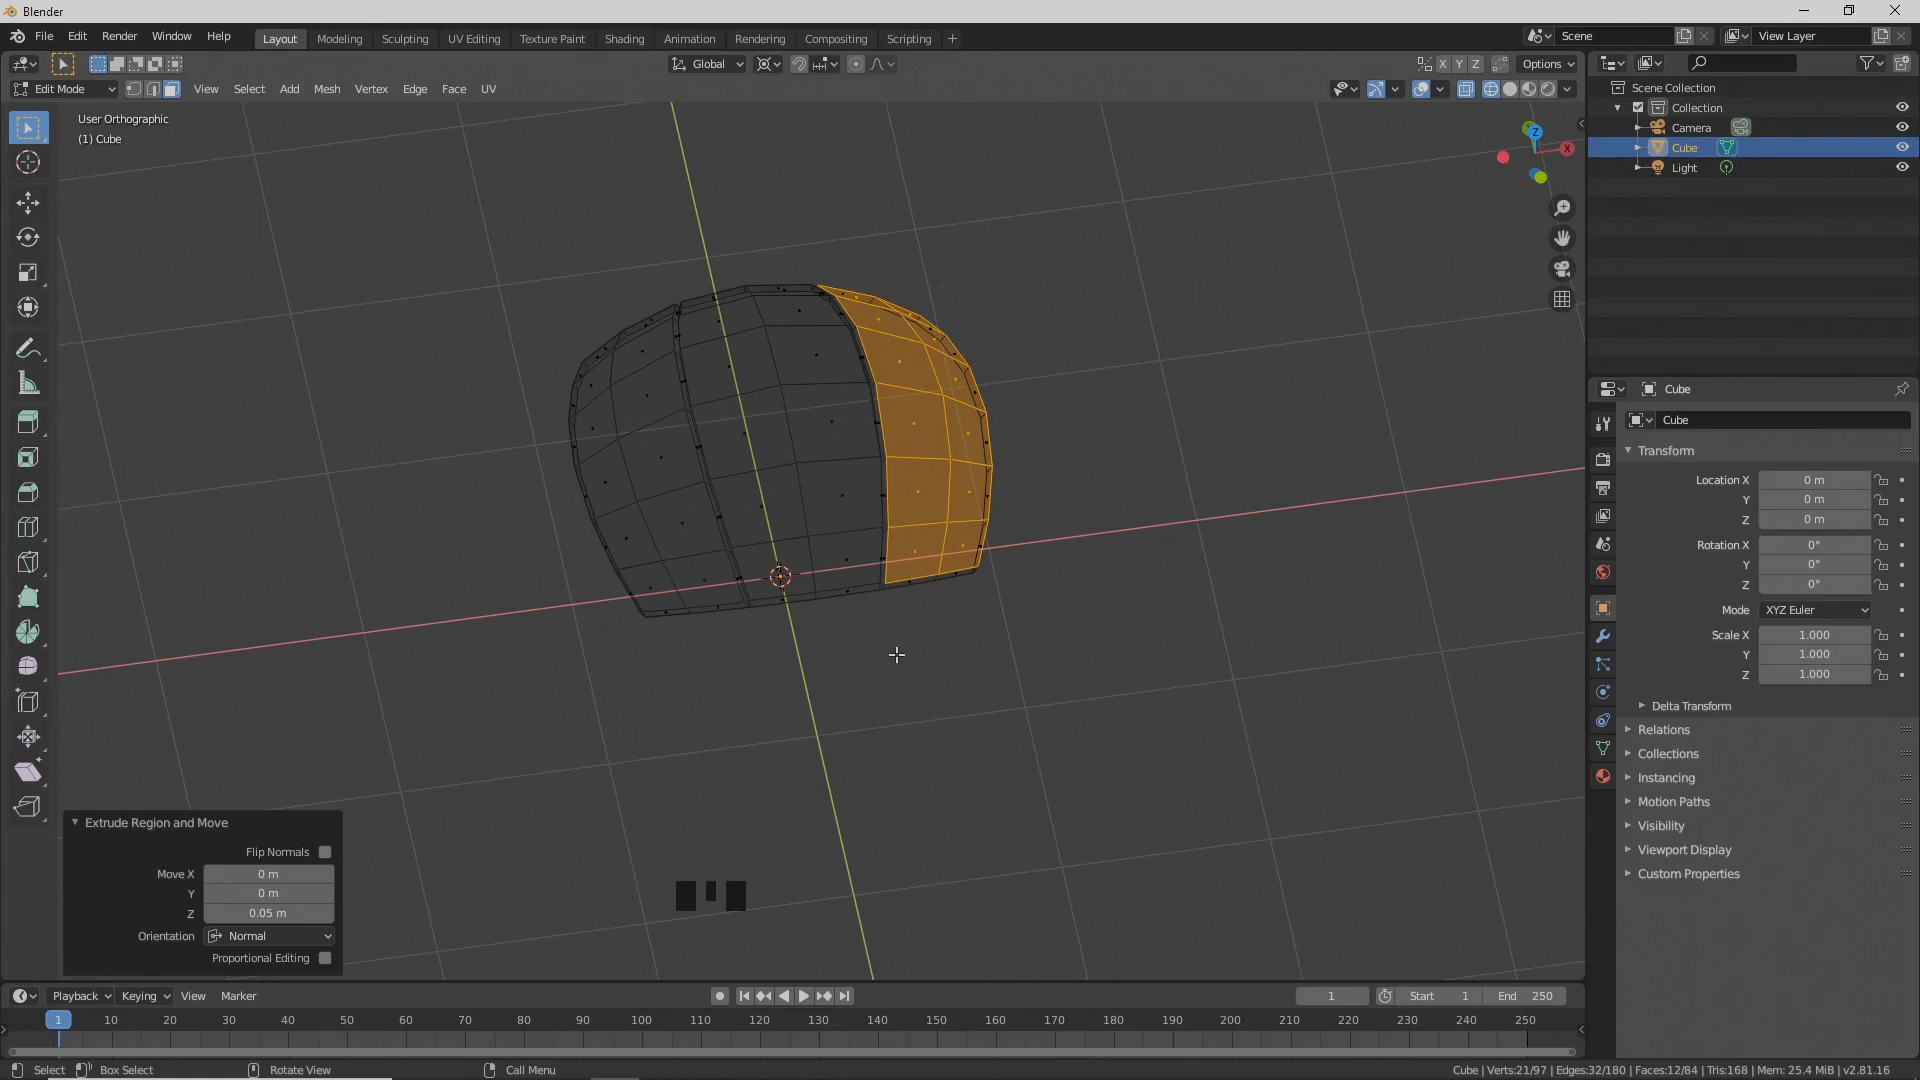 Blender
File Edit Render Window Help
Layout Modeling Sculpting UV Editing Texture Paint Shading Animation Rendering Compositing Scripting +
Scene
View Layer
Global
X Y Z
Options
Edit Mode
View Select Add Mesh Vertex Edge Face UV
User Orthographic
(1) Cube
Z
X
Scene Collection
Collection
Camera
Cube
Light
Cube
Cube
Transform
Location X 0 m
Y 0 m
Z 0 m
Rotation X 0°
Y 0°
Z 0°
Mode XYZ Euler
Scale X 1.000
Y 1.000
Z 1.000
Delta Transform
Relations
Collections
Instancing
Motion Paths
Visibility
Viewport Display
Custom Properties
Extrude Region and Move
Flip Normals
Move X 0 m
Y 0 m
Z 0.05 m
Orientation Normal
Proportional Editing
Playback Keying View Marker
1
Start 1
End 250
1 10 20 30 40 50 60 70 80 90 100 110 120 130 140 150 160 170 180 190 200 210 220 230 240 250
Select Box Select Rotate View Call Menu
Cube | Verts:21/97 | Edges:32/180 | Faces:12/84 | Tris:168 | Mem: 25.4 MiB | v2.81.16